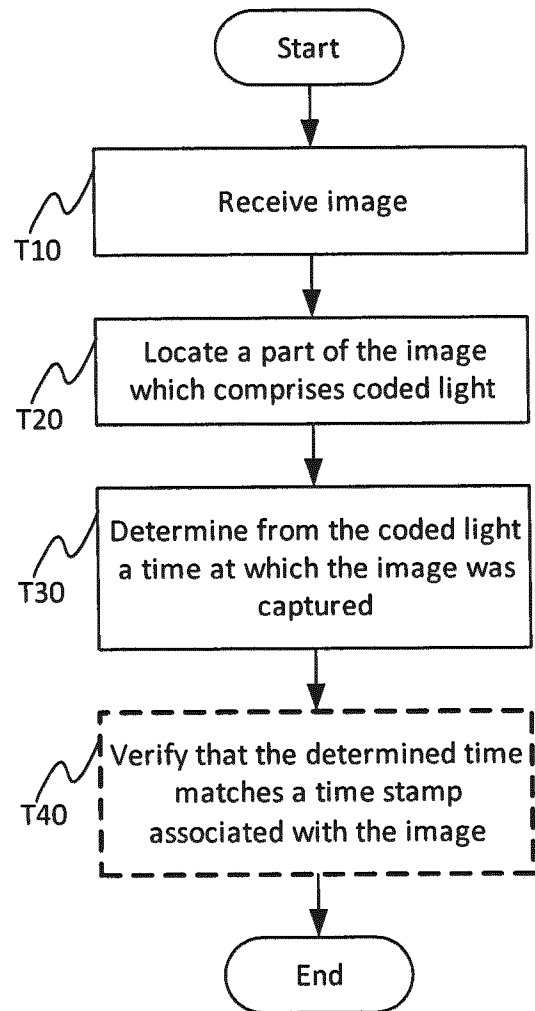 Start
Receive image
T10
Locate a part of the image
which comprises coded light
T20
Determine from the coded light
a time at which the image was
captured
T30
Verify that the determined time
matches a time stamp
associated with the image
T40
End